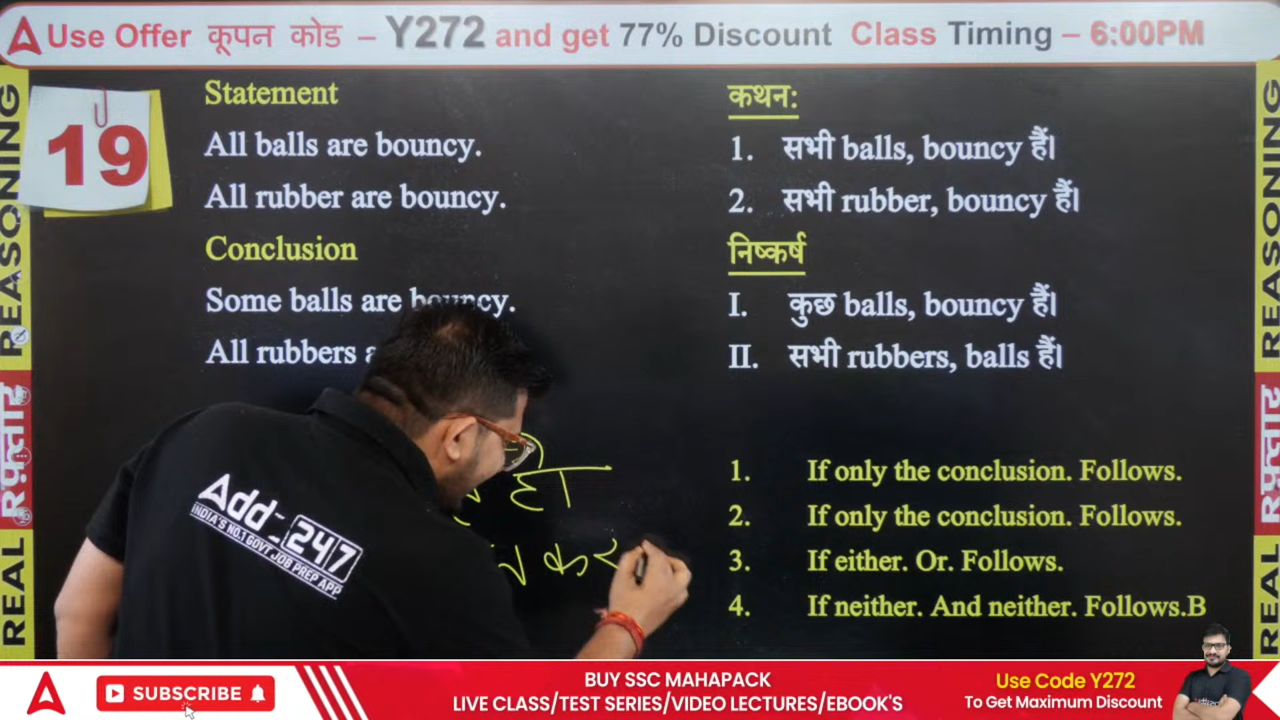 Use Offer कूपन कोड – Y272 and get 77% Discount Class Timing – 6:00PM
REASONING
REAL रफ़्तार
19
Statement
All balls are bouncy.
All rubber are bouncy.
Conclusion
Some balls are bouncy.
All rubbers
कथन:
1. सभी balls, bouncy हैं।
2. सभी rubber, bouncy हैं।
निष्कर्ष
I. कुछ balls, bouncy हैं।
II. सभी rubbers, balls हैं।
1. If only the conclusion. Follows.
2. If only the conclusion. Follows.
3. If either. Or. Follows.
4. If neither. And neither. Follows.B
Add 247
INDIA'S NO.1 GOVT JOB PREP APP
REASONING
REAL रफ़्तार
SUBSCRIBE
BUY SSC MAHAPACK
LIVE CLASS/TEST SERIES/VIDEO LECTURES/EBOOK'S
Use Code Y272
To Get Maximum Discount